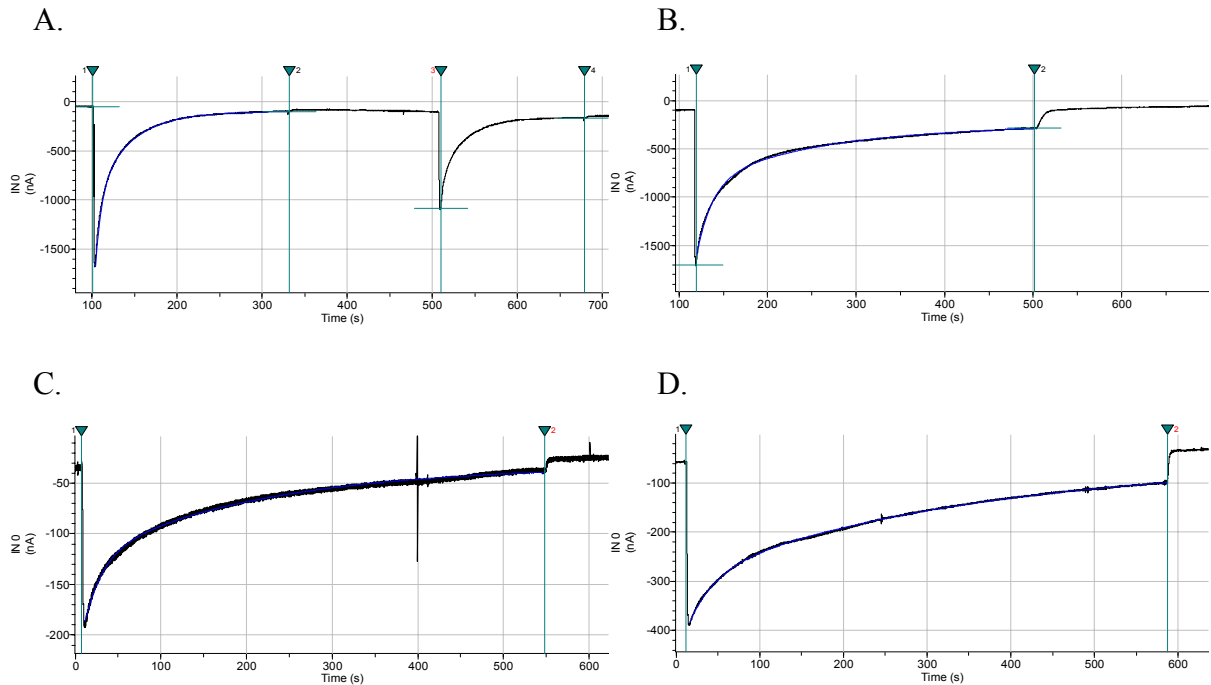 A.
1 2 3 4
0
-500
-1000
-1500
IN 0
(nA)
100 200 300 400 500 600 700
Time (s)
B.
1 2
0
-500
-1000
-1500
IN 0
(nA)
100 200 300 400 500 600
Time (s)
C.
1 2
-50
-100
-150
-200
IN 0
(nA)
0 100 200 300 400 500 600
Time (s)
D.
1 2
-100
-200
-300
-400
IN 0
(nA)
0 100 200 300 400 500 600
Time (s)